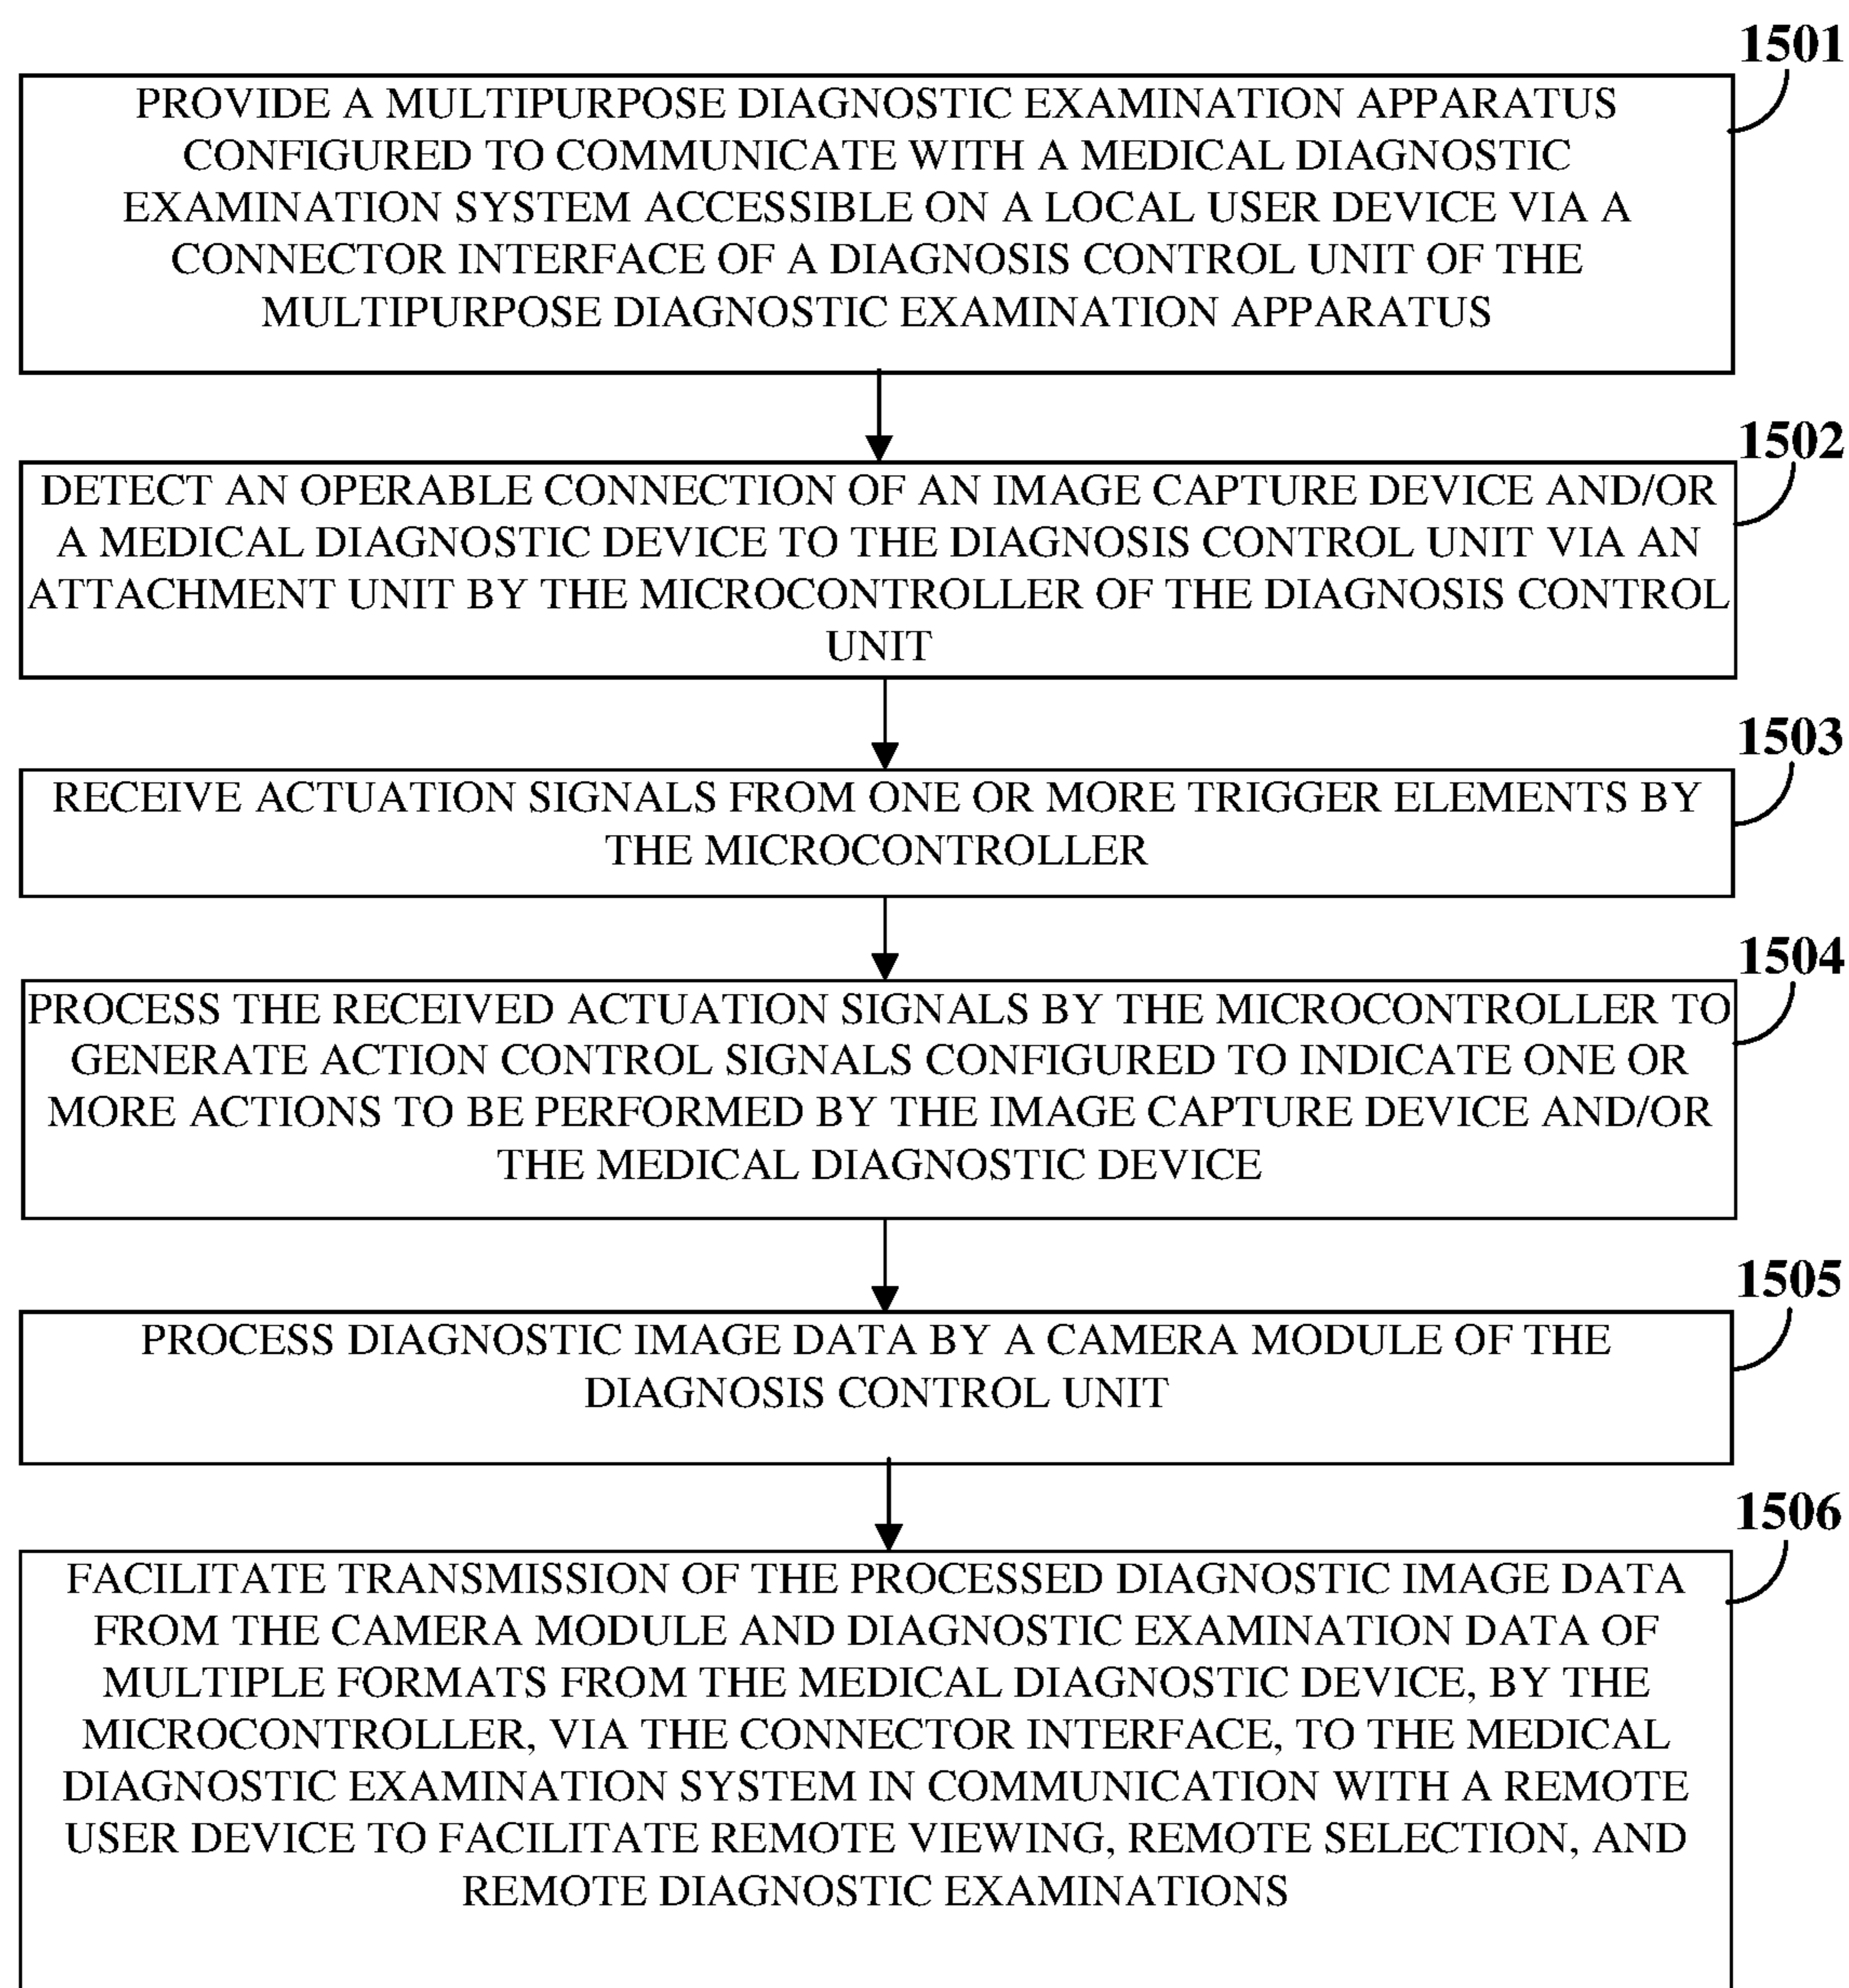 1501
PROVIDE A MULTIPURPOSE DIAGNOSTIC EXAMINATION APPARATUS
CONFIGURED TO COMMUNICATE WITH A MEDICAL DIAGNOSTIC
EXAMINATION SYSTEM ACCESSIBLE ON A LOCAL USER DEVICE VIA A
CONNECTOR INTERFACE OF A DIAGNOSIS CONTROL UNIT OF THE
MULTIPURPOSE DIAGNOSTIC EXAMINATION APPARATUS
1502
DETECT AN OPERABLE CONNECTION OF AN IMAGE CAPTURE DEVICE AND/OR
A MEDICAL DIAGNOSTIC DEVICE TO THE DIAGNOSIS CONTROL UNIT VIA AN
ATTACHMENT UNIT BY THE MICROCONTROLLER OF THE DIAGNOSIS CONTROL
UNIT
1503
RECEIVE ACTUATION SIGNALS FROM ONE OR MORE TRIGGER ELEMENTS BY
THE MICROCONTROLLER
1504
PROCESS THE RECEIVED ACTUATION SIGNALS BY THE MICROCONTROLLER TO
GENERATE ACTION CONTROL SIGNALS CONFIGURED TO INDICATE ONE OR
MORE ACTIONS TO BE PERFORMED BY THE IMAGE CAPTURE DEVICE AND/OR
THE MEDICAL DIAGNOSTIC DEVICE
1505
PROCESS DIAGNOSTIC IMAGE DATA BY A CAMERA MODULE OF THE
DIAGNOSIS CONTROL UNIT
1506
FACILITATE TRANSMISSION OF THE PROCESSED DIAGNOSTIC IMAGE DATA
FROM THE CAMERA MODULE AND DIAGNOSTIC EXAMINATION DATA OF
MULTIPLE FORMATS FROM THE MEDICAL DIAGNOSTIC DEVICE, BY THE
MICROCONTROLLER, VIA THE CONNECTOR INTERFACE, TO THE MEDICAL
DIAGNOSTIC EXAMINATION SYSTEM IN COMMUNICATION WITH A REMOTE
USER DEVICE TO FACILITATE REMOTE VIEWING, REMOTE SELECTION, AND
REMOTE DIAGNOSTIC EXAMINATIONS